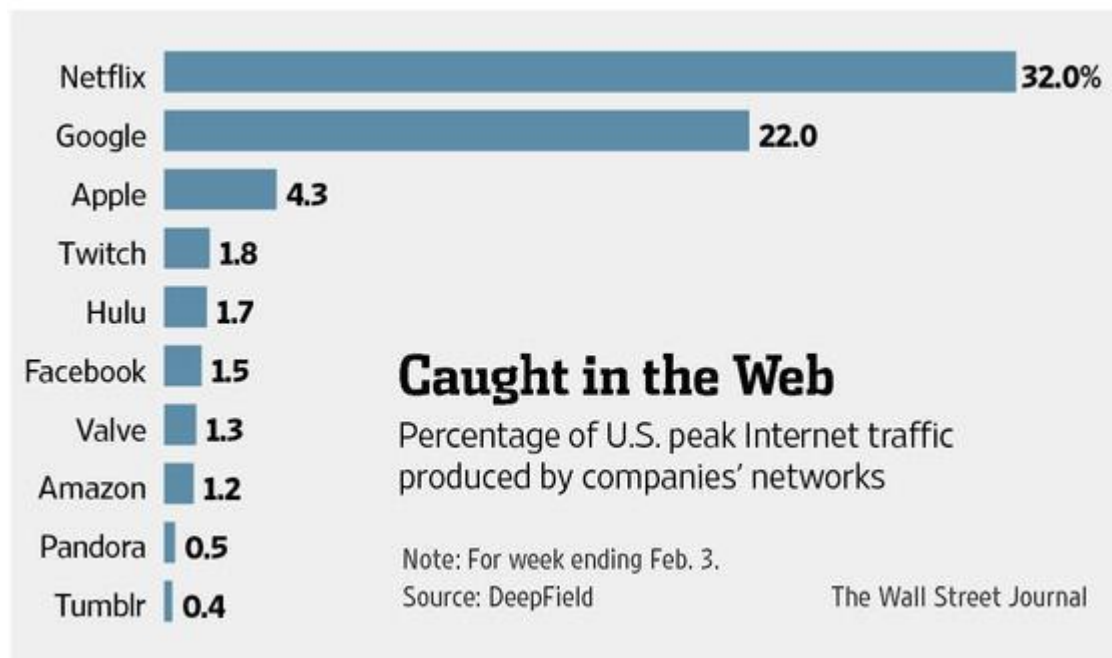 Netflix 32.0%
Google 22.0
Apple 4.3
Twitch 1.8
Hulu 1.7
Facebook 1.5
Valve 1.3
Amazon 1.2
Pandora 0.5
Tumblr 0.4
Caught in the Web
Percentage of U.S. peak Internet traffic
produced by companies’ networks
Note: For week ending Feb. 3.
Source: DeepField
The Wall Street Journal